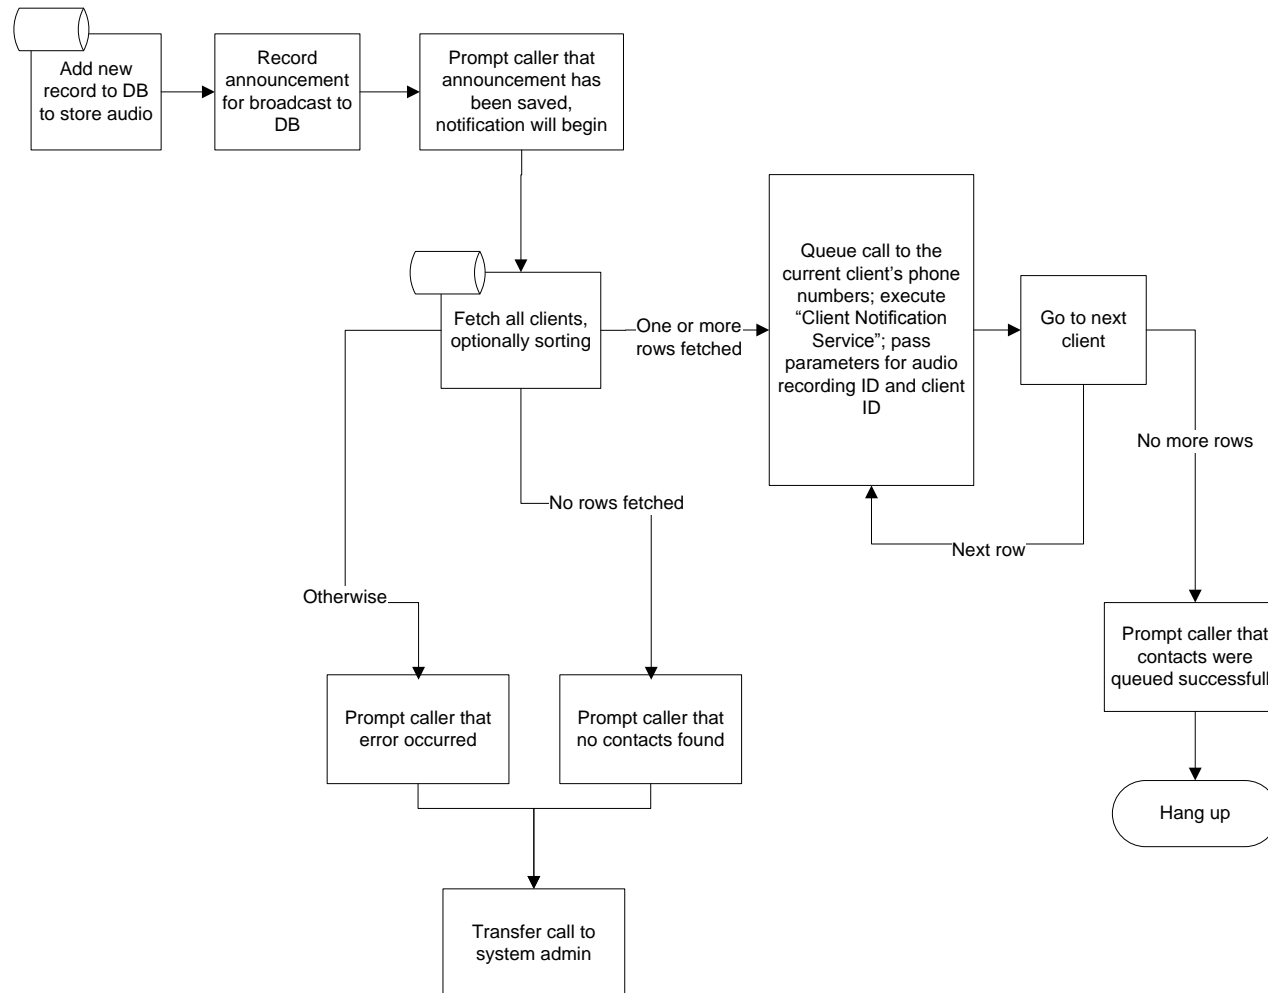 Add new
record to DB
to store audio
Record
announcement
for broadcast to
DB
Prompt caller that
announcement has
been saved,
notification will begin
Fetch all clients,
optionally sorting
One or more
rows fetched
Queue call to the
current client’s phone
numbers; execute
“Client Notification
Service”; pass
parameters for audio
recording ID and client
ID
Go to next
client
No more rows
Next row
No rows fetched
Otherwise
Prompt caller that
error occurred
Prompt caller that
no contacts found
Prompt caller that
contacts were
queued successfull
Hang up
Transfer call to
system admin